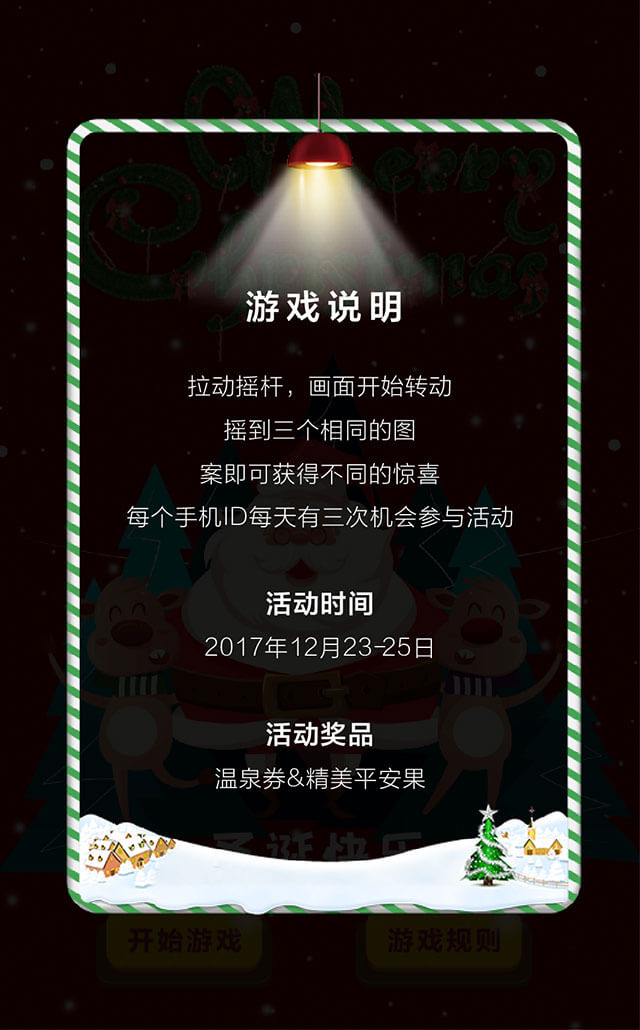 Merry
Christmas
游戏说明
拉动摇杆，画面开始转动
摇到三个相同的图
案即可获得不同的惊喜
每个手机ID每天有三次机会参与活动
活动时间
2017年12月23-25日
活动奖品
温泉券&精美平安果
圣诞快乐
开始游戏
游戏规则